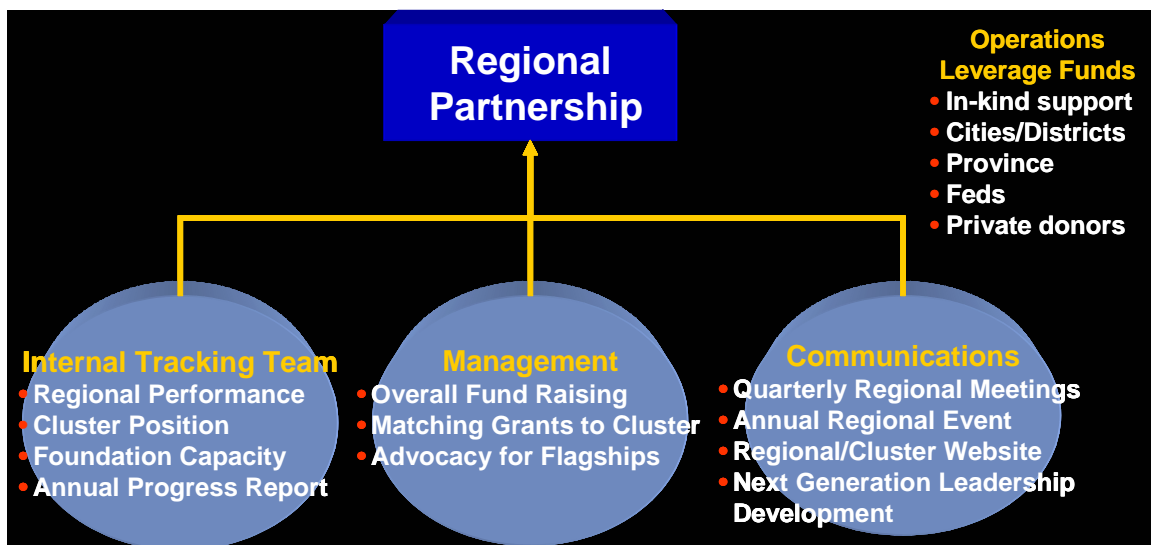 Regional
Partnership
Operations
Leverage Funds
• In-kind support
• Cities/Districts
• Province
• Feds
• Private donors
Internal Tracking Team
• Regional Performance
• Cluster Position
• Foundation Capacity
• Annual Progress Report
Management
• Overall Fund Raising
• Matching Grants to Cluster
• Advocacy for Flagships
Communications
• Quarterly Regional Meetings
• Annual Regional Event
• Regional/Cluster Website
• Next Generation Leadership
Development